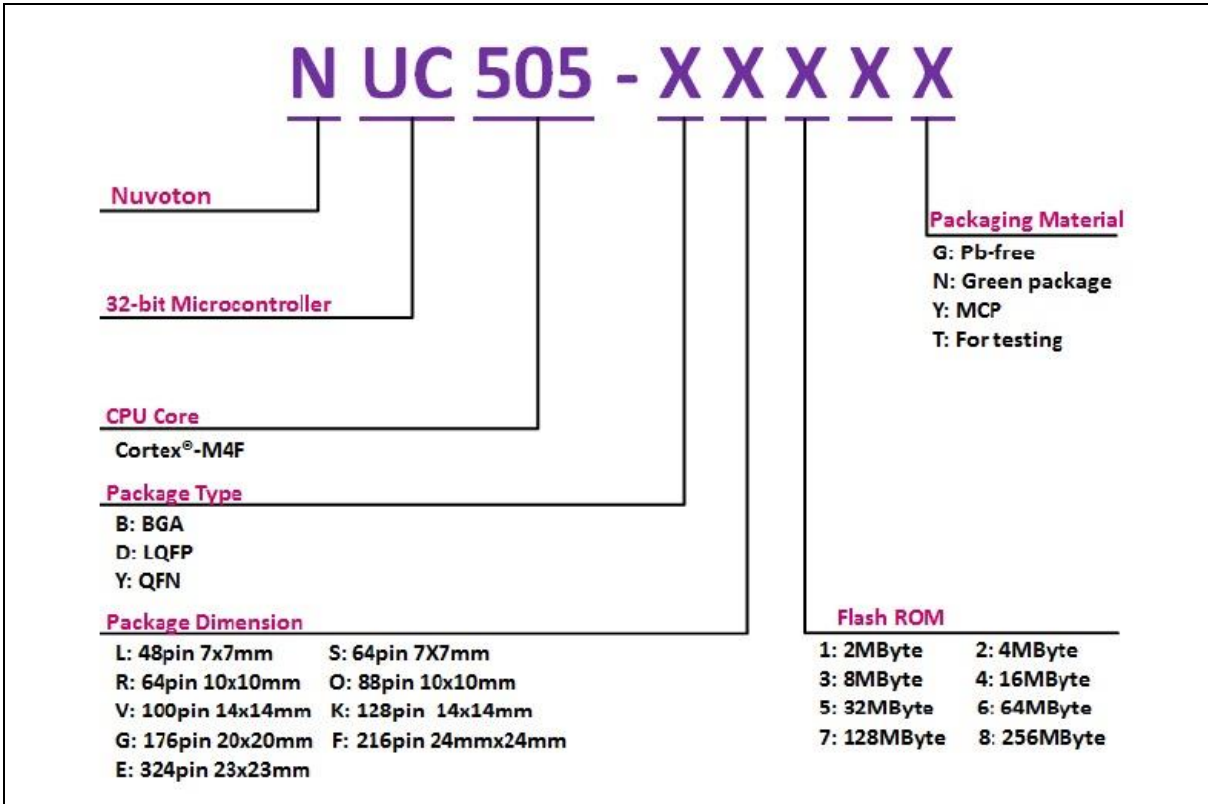 N UC 505 - X X X X X
Nuvoton
Packaging Material
G: Pb-free
N: Green package
Y: MCP
T: For testing
32-bit Microcontroller
CPU Core
Cortex®-M4F
Package Type
B: BGA
D: LQFP
Y: QFN
Package Dimension
L: 48pin 7x7mm S: 64pin 7X7mm
R: 64pin 10x10mm O: 88pin 10x10mm
V: 100pin 14x14mm K: 128pin 14x14mm
G: 176pin 20x20mm F: 216pin 24mmx24mm
E: 324pin 23x23mm
Flash ROM
1: 2MByte 2: 4MByte
3: 8MByte 4: 16MByte
5: 32MByte 6: 64MByte
7: 128MByte 8: 256MByte